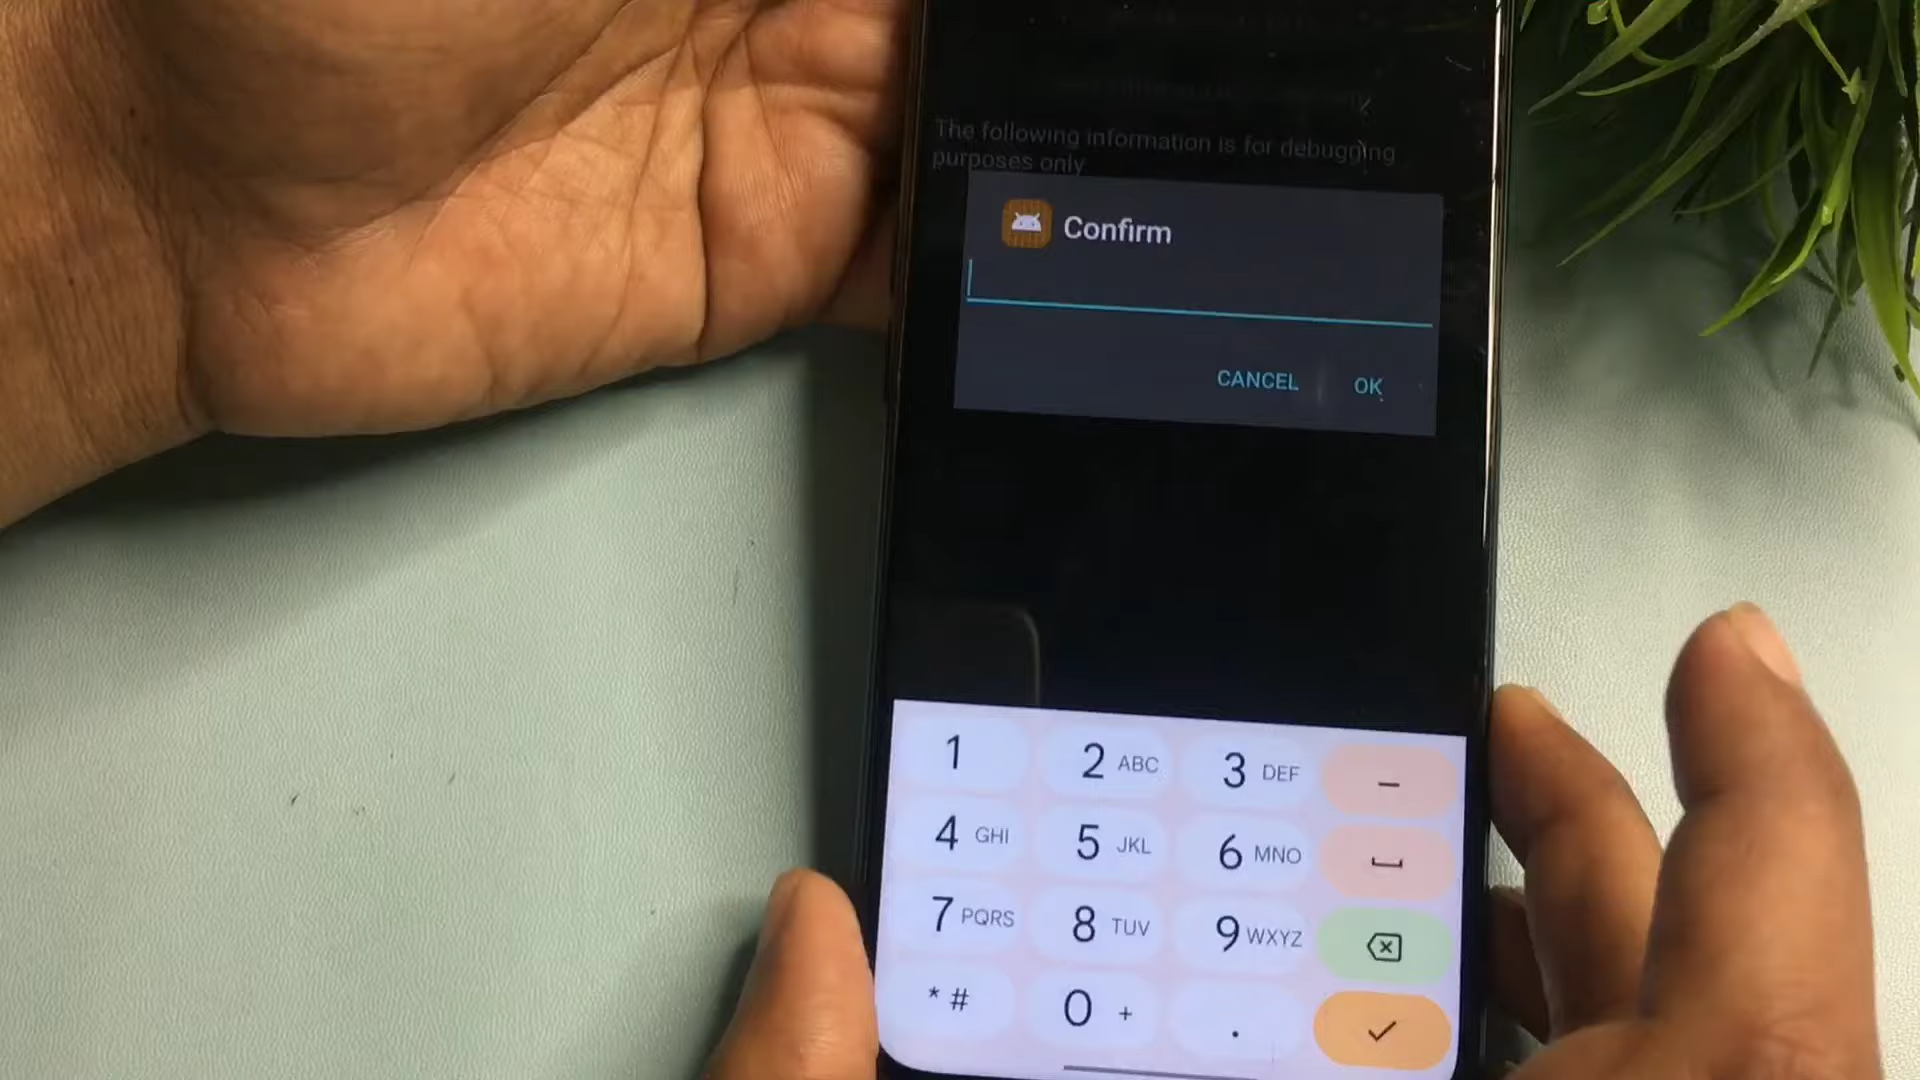 The following information is for debugging
purposes only
Confirm
CANCEL OK
1 2 ABC 3 DEF -
4 GHI 5 JKL 6 MNO
7 PQRS 8 TUV 9 WXYZ
* # 0 + .